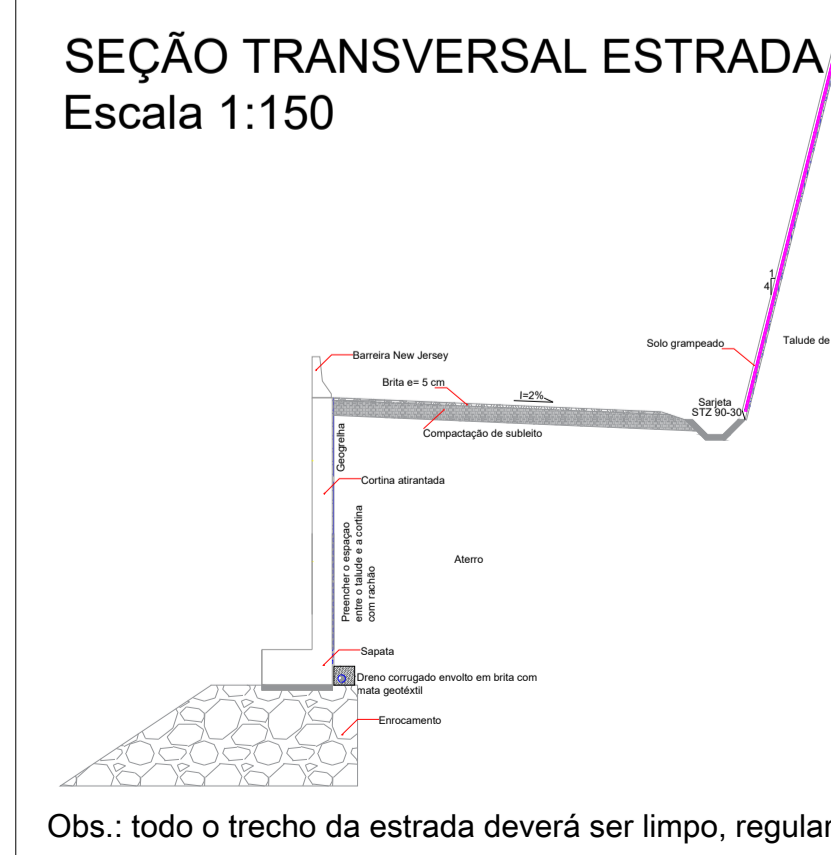 SEÇÃO TRANSVERSAL ESTRADA
Escala 1:150
1
4
Solo grampeado
Talude de
Barreira New Jersey
Brita e= 5 cm
I=2%
Sarjeta
STZ 90-30
Compactação de subleito
Geogrelha
Cortina atirantada
Preencher o espaçao
entre o talude e a cortina
com rachão
Aterro
Sapata
Dreno corrugado envolto em brita com
mata geotéxtil
Enrocamento
Obs.: todo o trecho da estrada deverá ser limpo, regular